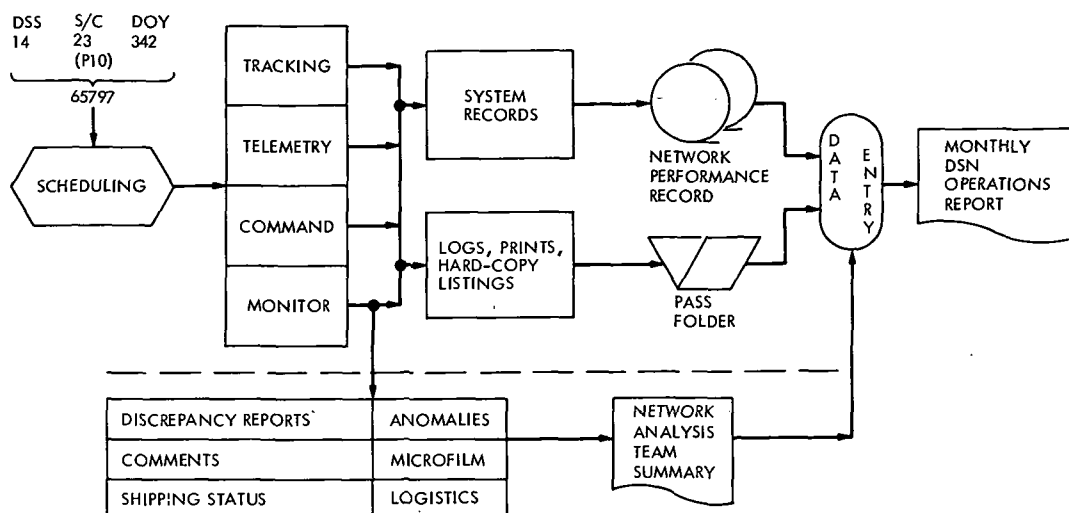 DSS S/C DOY
14 23 342
(P10)
65797
SCHEDULING
TRACKING
TELEMETRY
COMMAND
MONITOR
SYSTEM
RECORDS
LOGS, PRINTS,
HARD-COPY
LISTINGS
NETWORK
PERFORMANCE
RECORD
PASS
FOLDER
DATA
ENTRY
MONTHLY
DSN
OPERATIONS
REPORT
DISCREPANCY REPORTS
ANOMALIES
COMMENTS
MICROFILM
SHIPPING STATUS
LOGISTICS
NETWORK
ANALYSIS
TEAM
SUMMARY